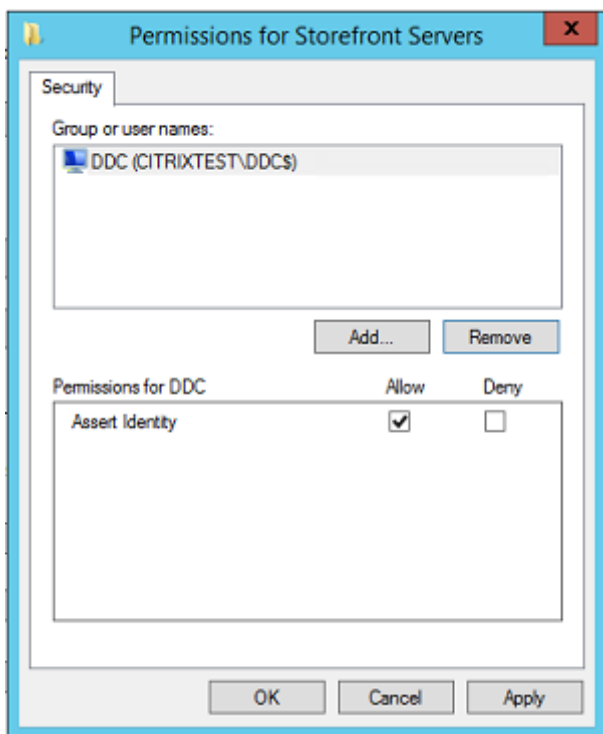 Permissions for Storefront Servers
x
Security
Group or user names:
DDC (CITRIXTEST\DDC$)
Add... Remove
Permissions for DDC Allow Deny
Assert Identity
OK Cancel Apply